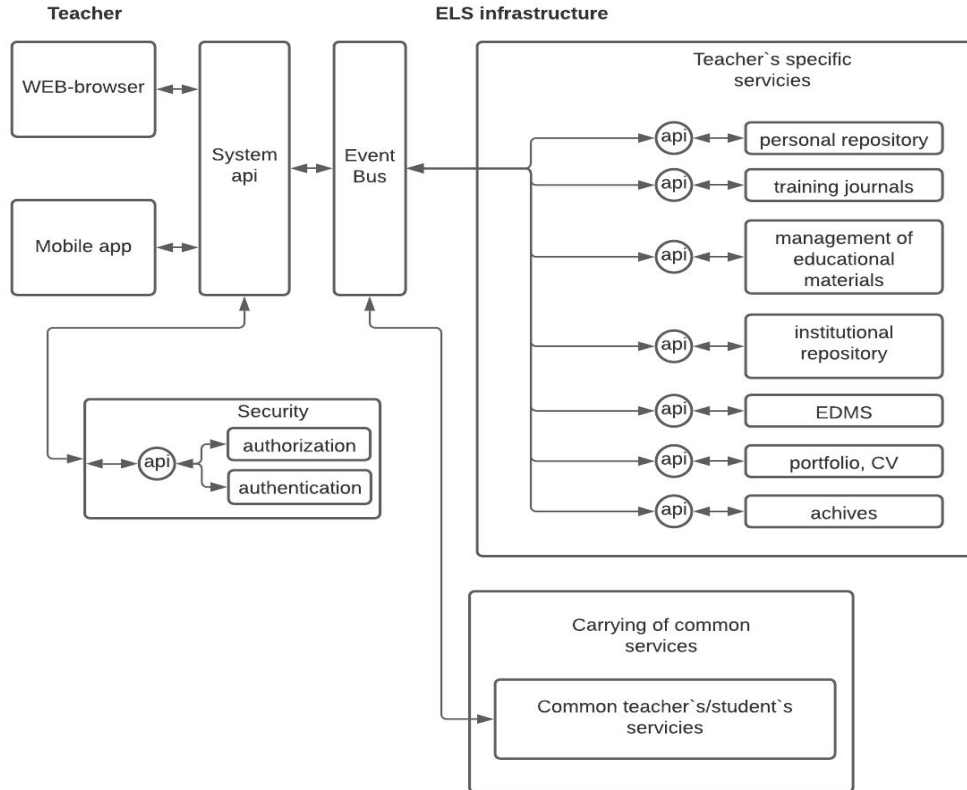 Teacher
ELS infrastructure
WEB-browser
Mobile app
System
api
Event
Bus
Teacher`s specific
servicies
api
personal repository
api
training journals
api
management of
educational
materials
api
institutional
repository
api
EDMS
api
portfolio, CV
api
achives
Security
api
authorization
authentication
Carrying of common
services
Common teacher`s/student`s
servicies